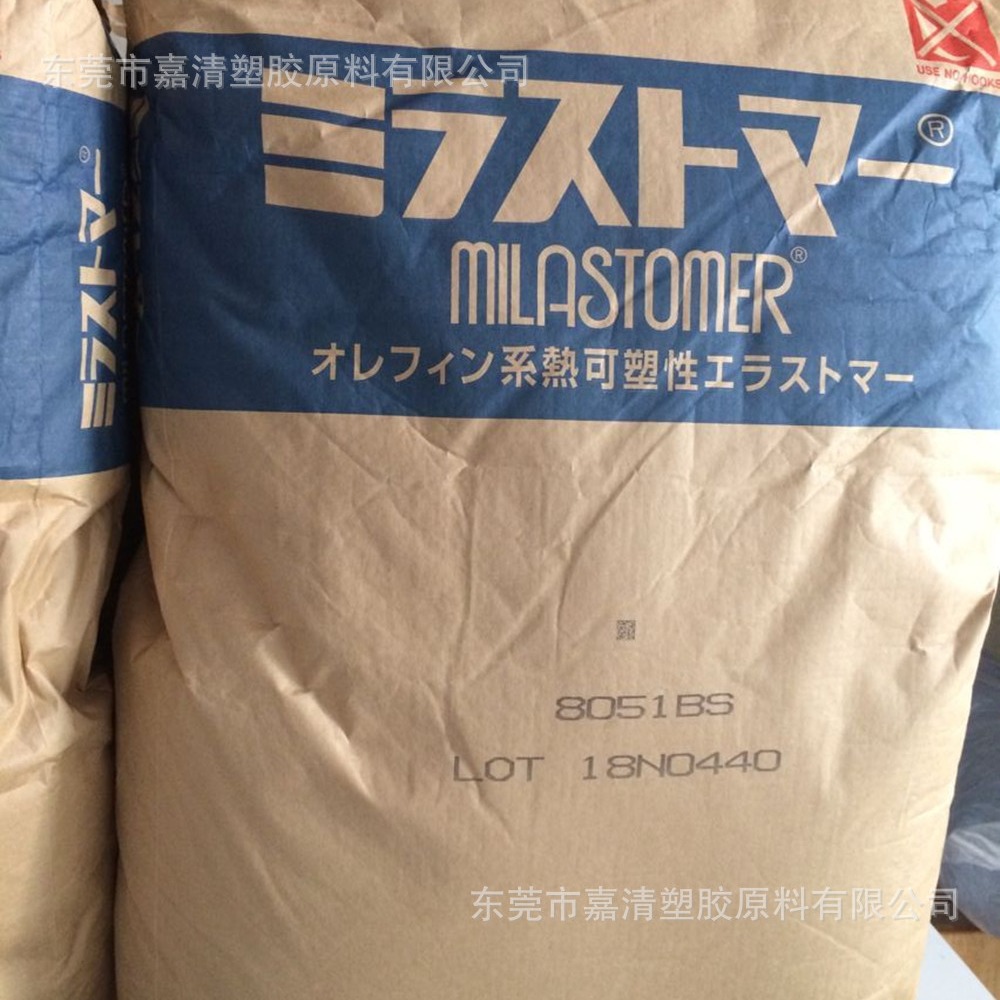 东莞市嘉清塑胶原料有限公司
USE NO HOOKS
ミラストマー®
MILASTOMER®
オレフィン系熱可塑性エラストマー
ミラストマー®
8051BS
LOT 18N0440
东莞市嘉清塑胶原料有限公司